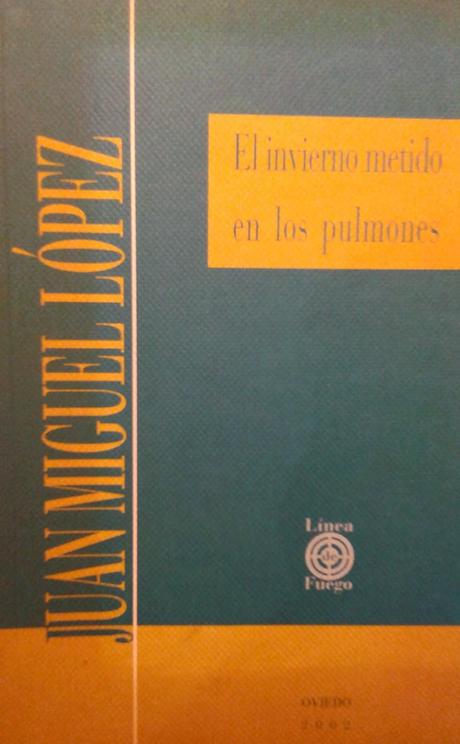 JUAN MIGUEL LÓPEZ
El invierno metido
en los pulmones
Línea
de
Fuego
OVIEDO
2002